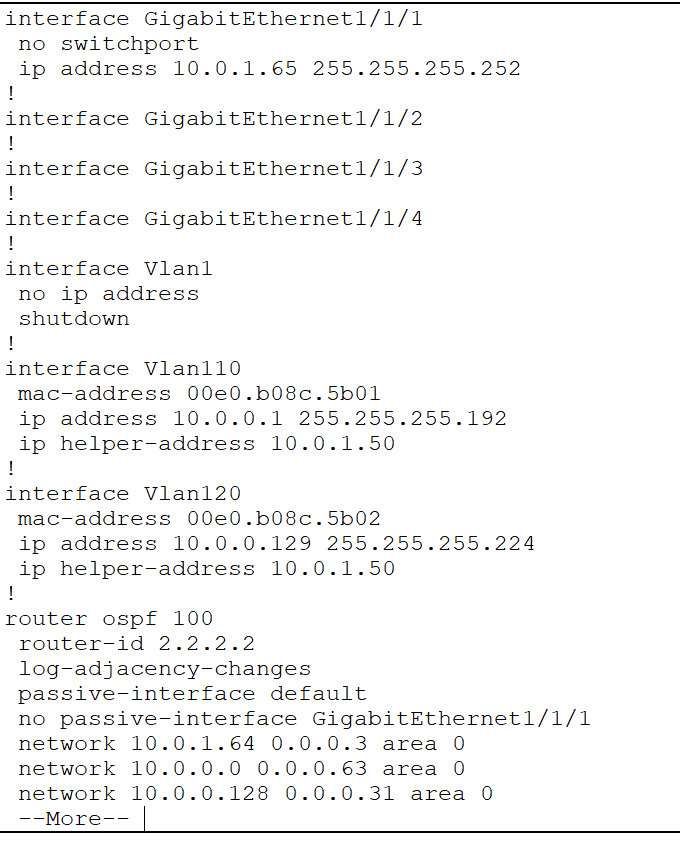 interface GigabitEthernet1/1/1
 no switchport
 ip address 10.0.1.65 255.255.255.252
!
interface GigabitEthernet1/1/2
!
interface GigabitEthernet1/1/3
!
interface GigabitEthernet1/1/4
!
interface Vlan1
 no ip address
 shutdown
!
interface Vlan110
 mac-address 00e0.b08c.5b01
 ip address 10.0.0.1 255.255.255.192
 ip helper-address 10.0.1.50
!
interface Vlan120
 mac-address 00e0.b08c.5b02
 ip address 10.0.0.129 255.255.255.224
 ip helper-address 10.0.1.50
!
router ospf 100
 router-id 2.2.2.2
 log-adjacency-changes
 passive-interface default
 no passive-interface GigabitEthernet1/1/1
 network 10.0.1.64 0.0.0.3 area 0
 network 10.0.0.0 0.0.0.63 area 0
 network 10.0.0.128 0.0.0.31 area 0
 --More--